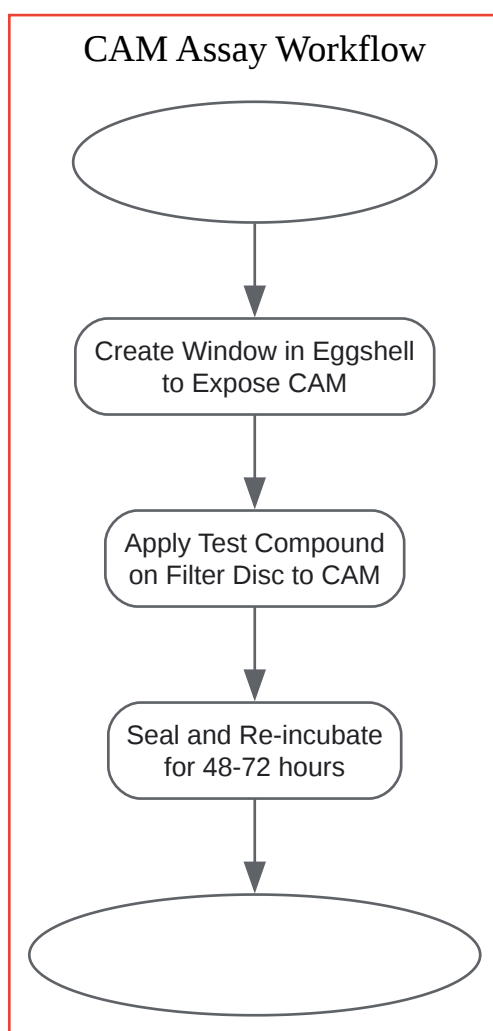 CAM Assay Workflow
Create Window in Eggshell
to Expose CAM
Apply Test Compound
on Filter Disc to CAM
Seal and Re-incubate
for 48-72 hours